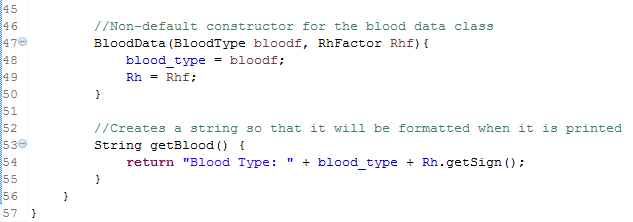 45
46 //Non-default constructor for the blood data class
47 BloodData(BloodType bloodf, RhFactor Rhf){
48 blood_type = bloodf;
49 Rh = Rhf;
50 }
51
52 //Creates a string so that it will be formatted when it is printed
53 String getBlood() {
54 return "Blood Type: " + blood_type + Rh.getSign();
55 }
56 }
57 }